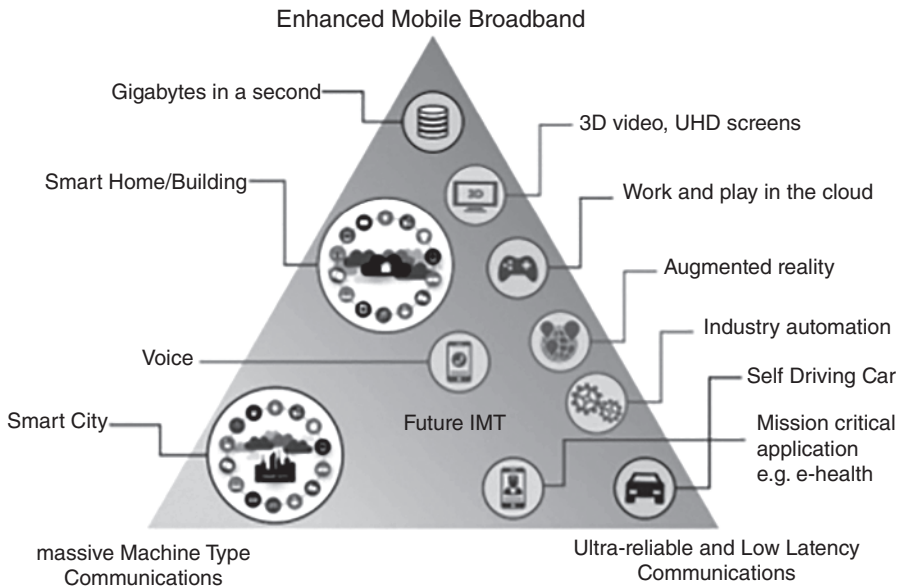 Enhanced Mobile Broadband
Gigabytes in a second
3D video, UHD screens
Smart Home/Building
3D
Work and play in the cloud
Augmented reality
Industry automation
Voice
Self Driving Car
Smart City
Future IMT
Mission critical
application
e.g. e-health
massive Machine Type
Communications
Ultra-reliable and Low Latency
Communications